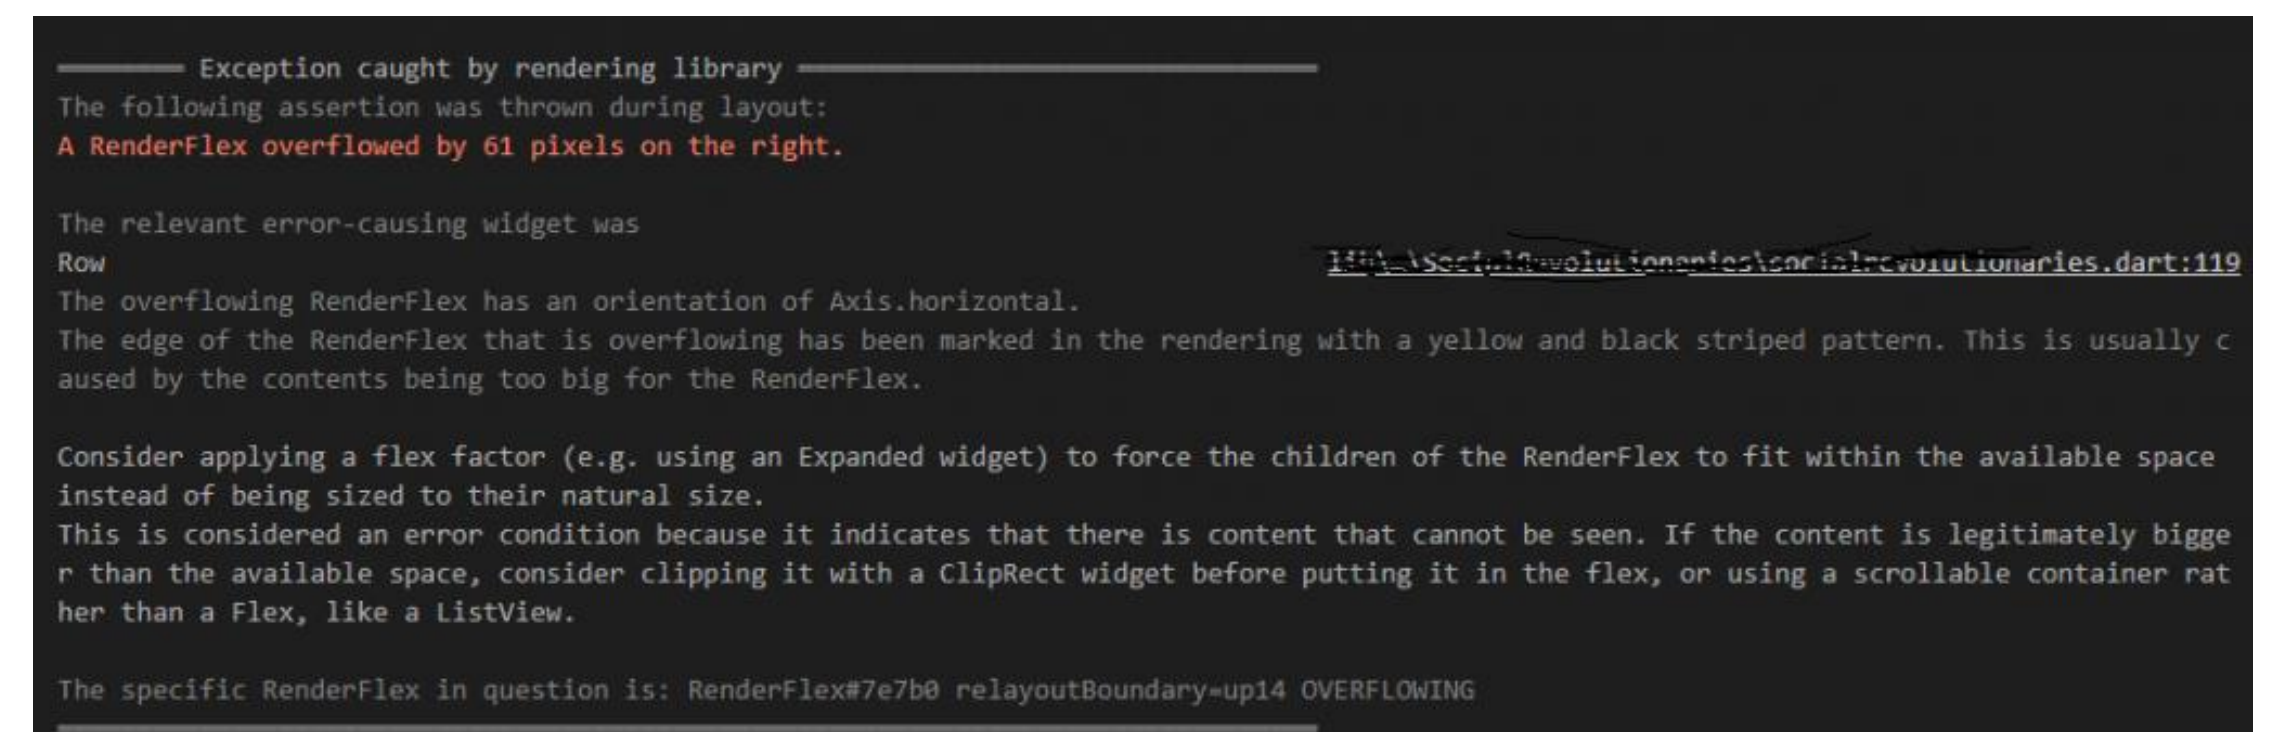 Exception caught by rendering library
The following assertion was thrown during layout:
A RenderFlex overflowed by 61 pixels on the right.
The relevant error-causing widget was
Row
The overflowing RenderFlex has an orientation of Axis.horizontal.
The edge of the RenderFlex that is overflowing has been marked in the rendering with a yellow and black striped pattern. This is usually c
aused by the contents being too big for the RenderFlex.
Consider applying a flex factor (e.g. using an Expanded widget) to force the children of the RenderFlex to fit within the available space
instead of being sized to their natural size.
This is considered an error condition because it indicates that there is content that cannot be seen. If the content is legitimately bigge
r than the available space, consider clipping it with a ClipRect widget before putting it in the flex, or using a scrollable container rat
her than a Flex, like a ListView.
The specific RenderFlex in question is: RenderFlex#7e7b0 relayoutBoundary=up14 OVERFLOWING